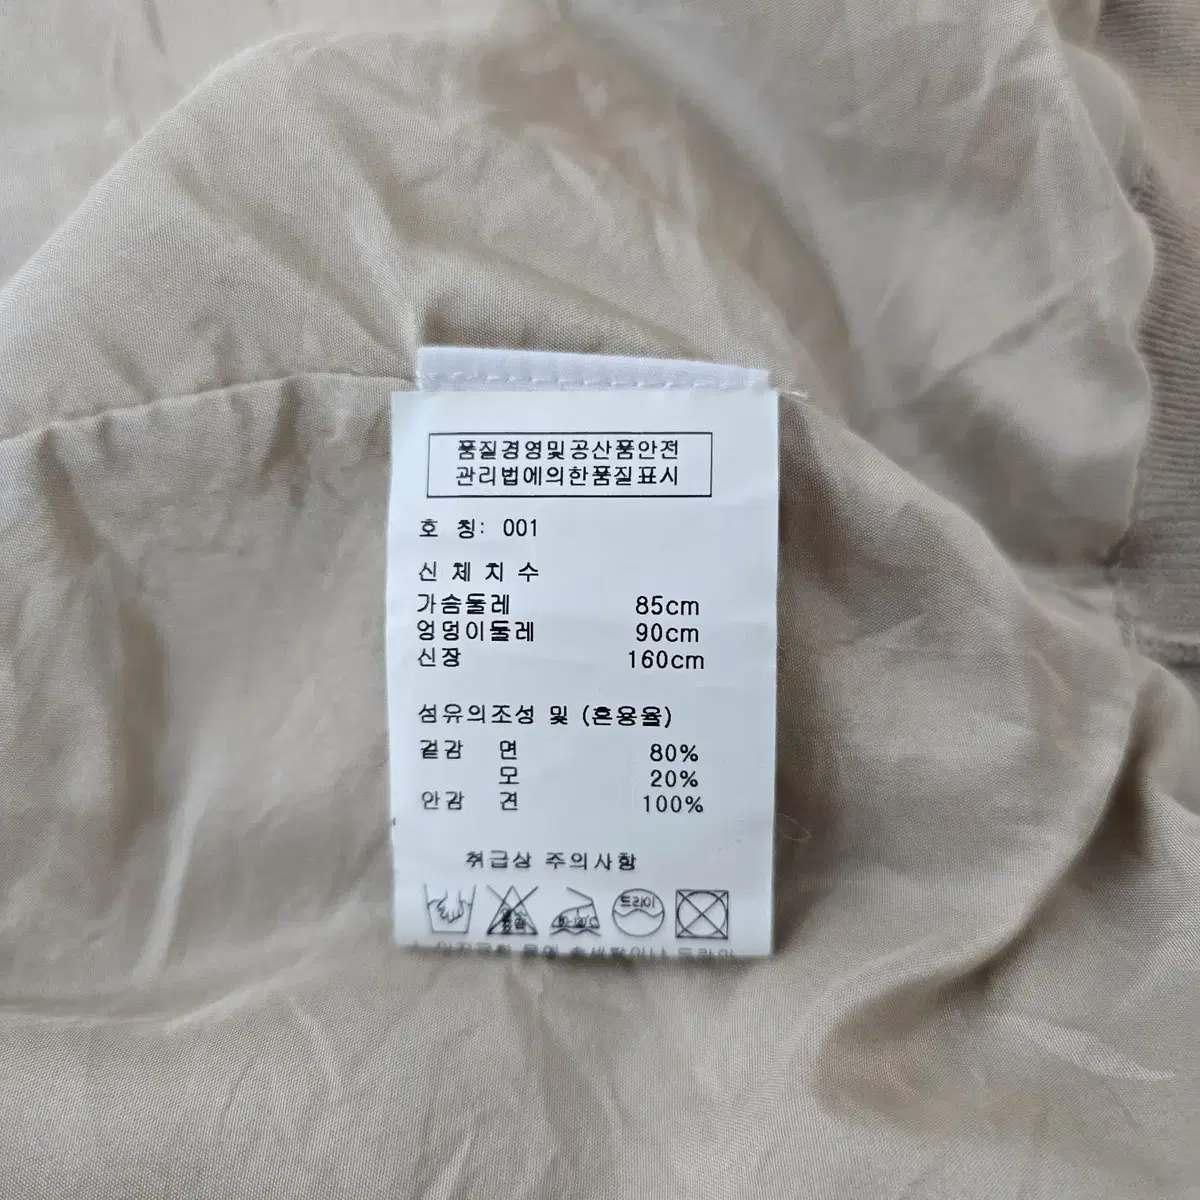 품질경영및공산품안전
관리법에의한품질표시
호 칭: 001
신 체 치 수
가슴둘레 85cm
엉덩이둘레 90cm
신장 160cm
섬유의조성 및 (혼용율)
겉감 면 80%
모 20%
안감 견 100%
취급상 주의사항
드라이